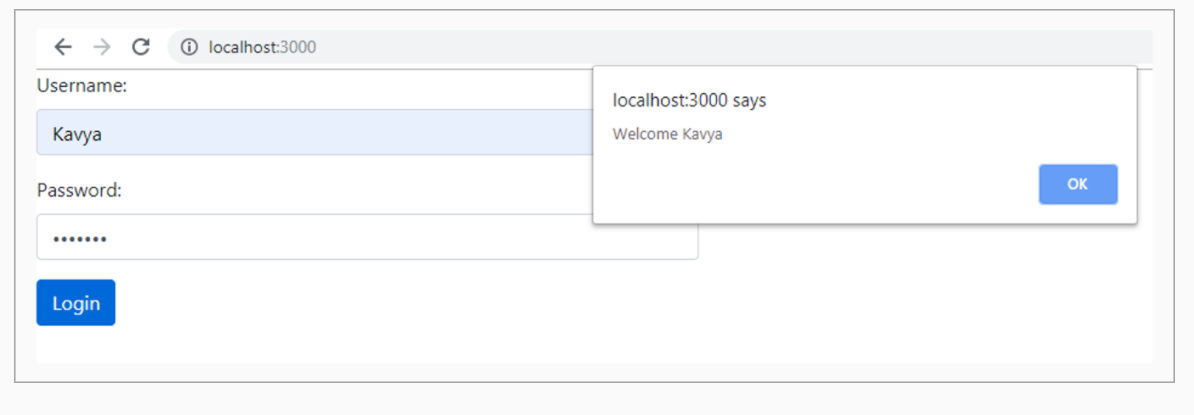 localhost:3000
Username:
Kavya
Password:
•••••••
Login
localhost:3000 says
Welcome Kavya
OK